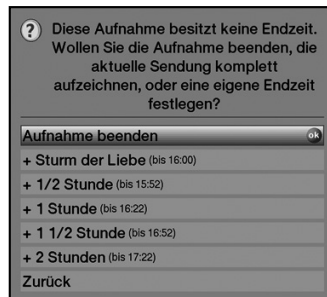 ? Diese Aufnahme besitzt keine Endzeit.
Wollen Sie die Aufnahme beenden, die
aktuelle Sendung komplett
aufzeichnen, oder eine eigene Endzeit
festlegen?
Aufnahme beenden ok
+ Sturm der Liebe (bis 16:00)
+ 1/2 Stunde (bis 15:52)
+ 1 Stunde (bis 16:22)
+ 1 1/2 Stunde (bis 16:52)
+ 2 Stunden (bis 17:22)
Zurück